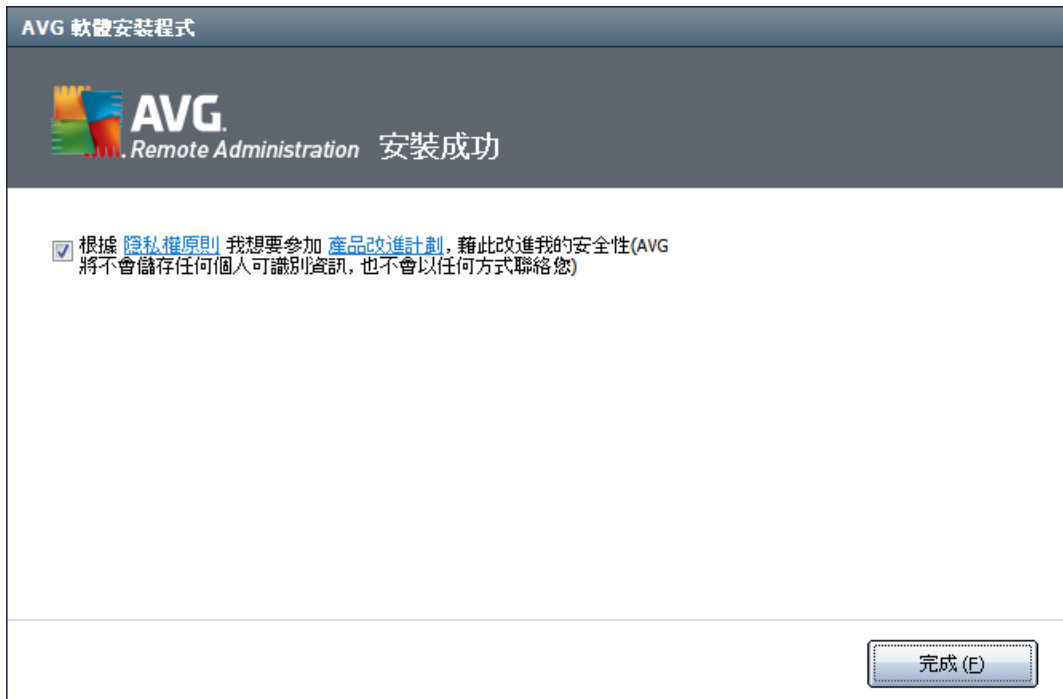 AVG 軟體安裝程式
AVG.
Remote Administration 安裝成功
根據 隱私權原則 我想要參加 產品改進計劃, 藉此改進我的安全性(AVG
將不會儲存任何個人可識別資訊, 也不會以任何方式聯絡您)
完成 (F)